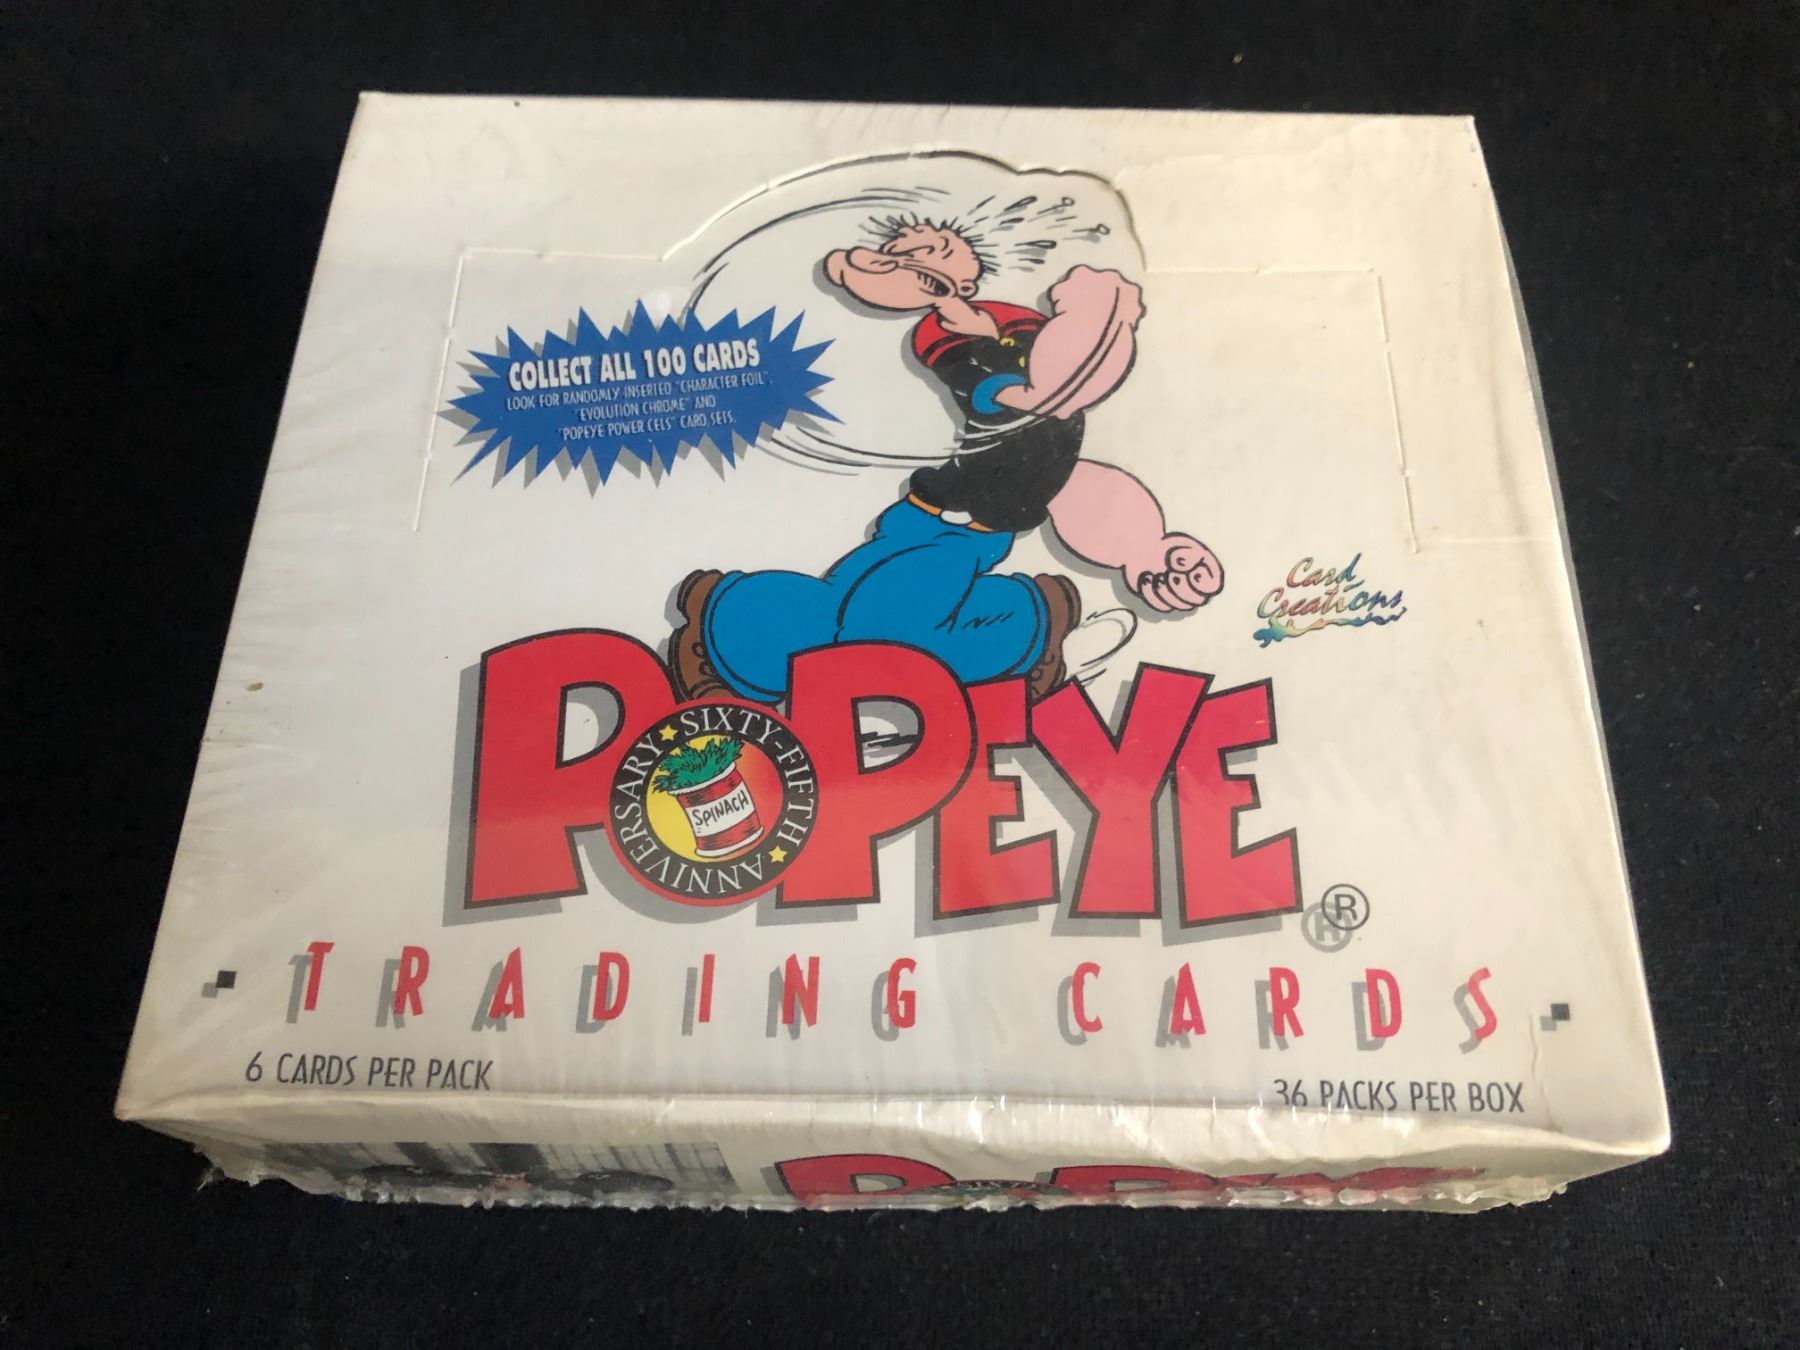 COLLECT ALL 100 CARDS
LOOK FOR RANDOMLY INSERTED "CHARACTER FOIL",
"EVOLUTION CHROME" AND
"POPEYE POWER CELS" CARD SETS.
Card
Creations
POPEYE®
SIXTY-FIFTH ANNIVERSARY
SPINACH
TRADING CARDS
6 CARDS PER PACK
36 PACKS PER BOX